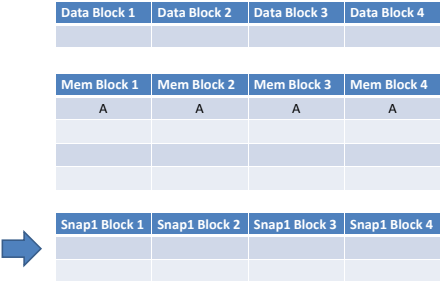 Data Block 1 Data Block 2 Data Block 3 Data Block 4
Mem Block 1 Mem Block 2 Mem Block 3 Mem Block 4
A A A A
Snap1 Block 1 Snap1 Block 2 Snap1 Block 3 Snap1 Block 4